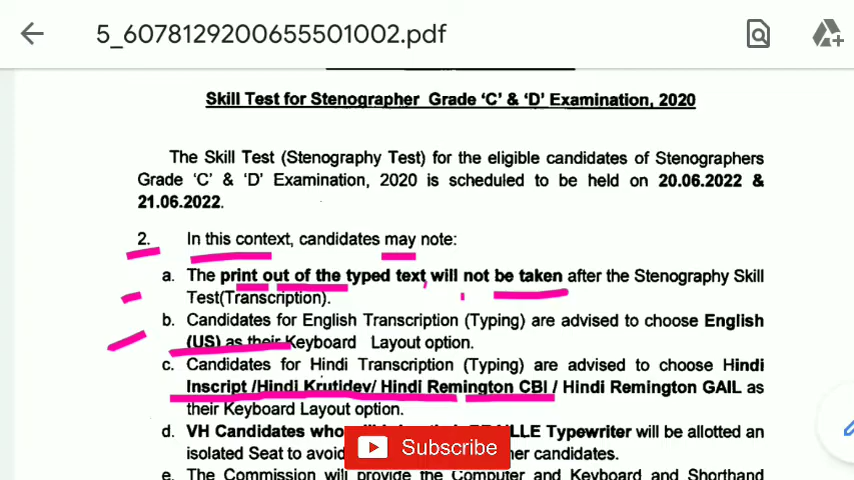 5_6078129200655501002.pdf
Skill Test for Stenographer Grade ‘C’ & ‘D’ Examination, 2020
The Skill Test (Stenography Test) for the eligible candidates of Stenographers
Grade ‘C’ & ‘D’ Examination, 2020 is scheduled to be held on 20.06.2022 &
21.06.2022.
2. In this context, candidates may note:
a. The print out of the typed text will not be taken after the Stenography Skill
Test(Transcription).
b. Candidates for English Transcription (Typing) are advised to choose English
(US) as their Keyboard Layout option.
c. Candidates for Hindi Transcription (Typing) are advised to choose Hindi
Inscript /Hindi Krutidev/ Hindi Remington CBI / Hindi Remington GAIL as
their Keyboard Layout option.
d. VH Candidates who Typewriter will be allotted an
isolated Seat to avoid candidates.
Subscribe
e. The Commission will provide the Computer and Keyboard and Shorthand